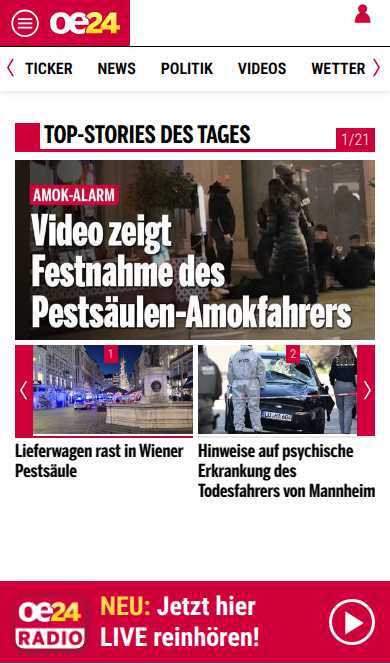 oe24
TICKER NEWS POLITIK VIDEOS WETTER
TOP-STORIES DES TAGES
1/21
AMOK-ALARM
Video zeigt
Festnahme des
Pestsäulen-Amokfahrers
1
2
Lieferwagen rast in Wiener
Pestsäule
Hinweise auf psychische
Erkrankung des
Todesfahrers von Mannheim
oe24
RADIO
NEU: Jetzt hier
LIVE reinhören!